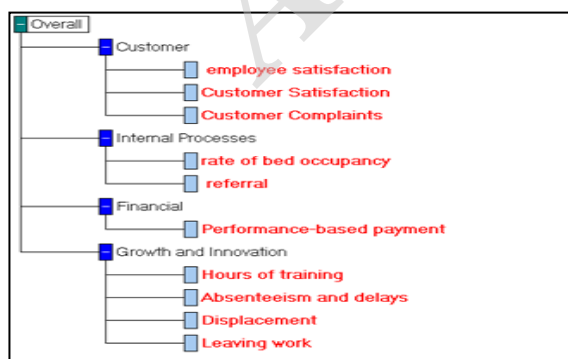 Overall
Customer
employee satisfaction
Customer Satisfaction
Customer Complaints
Internal Processes
rate of bed occupancy
referral
Financial
Performance-based payment
Growth and Innovation
Hours of training
Absenteeism and delays
Displacement
Leaving work